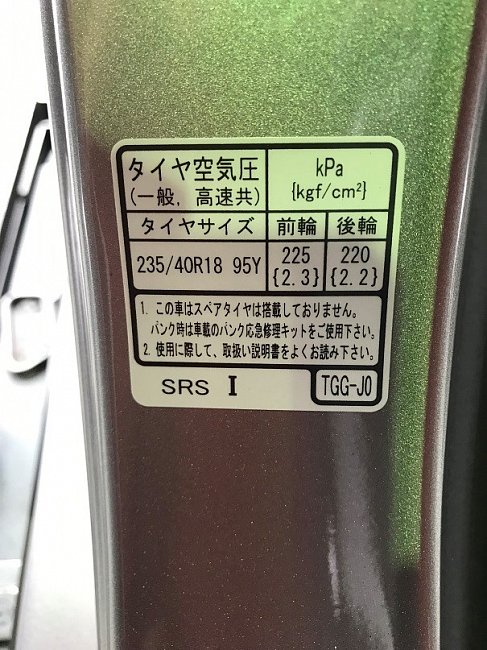 タイヤ空気圧 kPa
(一般，高速共) {kgf/cm²}
タイヤサイズ 前輪 後輪
235/40R18 95Y 225 220
{2.3} {2.2}
1. この車はスペアタイヤは搭載しておりません。
パンク時は車載のパンク応急修理キットをご使用下さい。
2. 使用に際して、取扱い説明書をよくお読み下さい。
SRS I TGG-J0